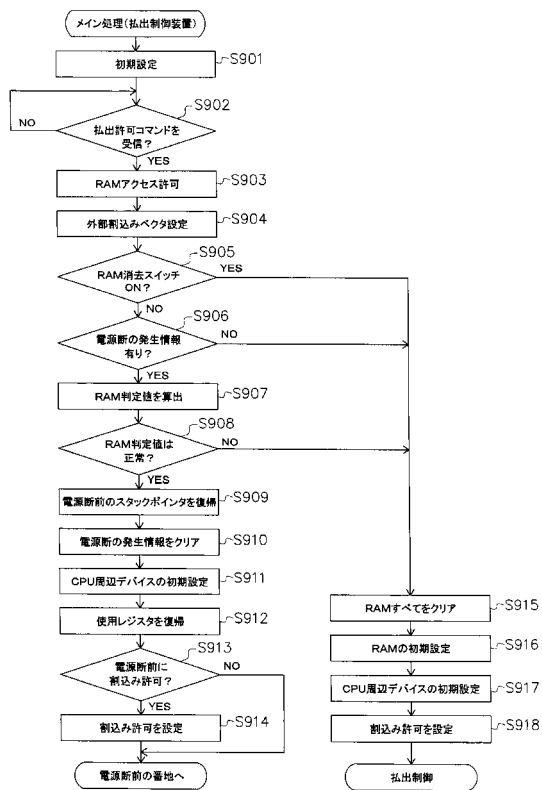 メイン処理(払出制御装置)
初期設定
S901
S902
払出許可コマンドを
受信?
NO
YES
RAMアクセス許可
S903
外部割込みベクタ設定
S904
S905
RAM消去スイッチ
ON?
YES
NO
S906
電源断の発生情報
有り?
NO
YES
RAM判定値を算出
S907
S908
RAM判定値は
正常?
NO
YES
電源断前のスタックポインタを復帰
S909
電源断の発生情報をクリア
S910
CPU周辺デバイスの初期設定
S911
使用レジスタを復帰
S912
S913
電源断前に
割込み許可?
NO
YES
割込み許可を設定
S914
電源断前の番地へ
RAMすべてをクリア
S915
RAMの初期設定
S916
CPU周辺デバイスの初期設定
S917
割込み許可を設定
S918
払出制御